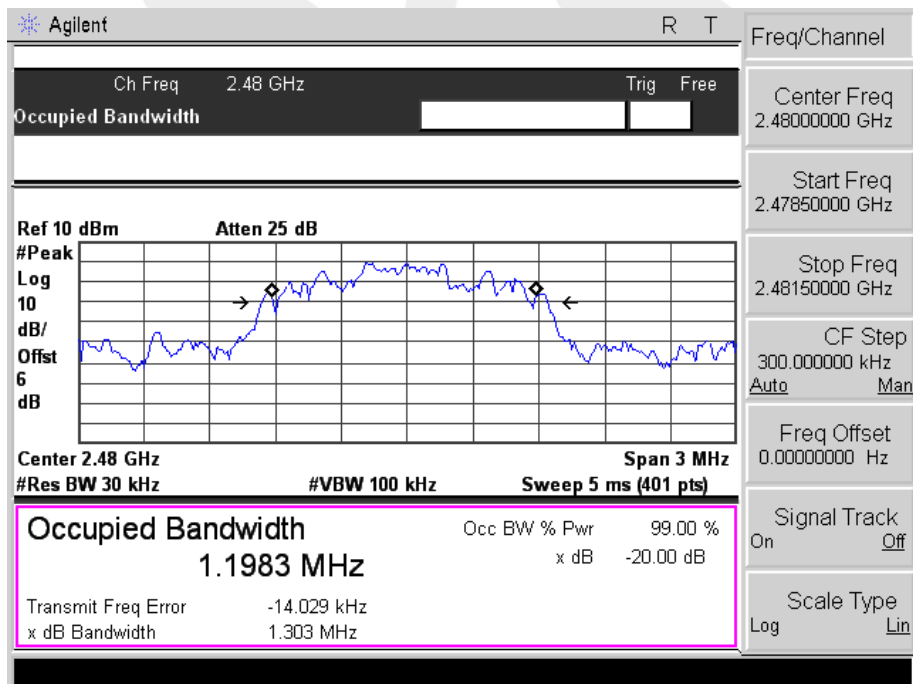 Agilent R T
Freq/Channel
Ch Freq 2.48 GHz Trig Free
Occupied Bandwidth
Center Freq
2.48000000 GHz
Start Freq
2.47850000 GHz
Stop Freq
2.48150000 GHz
CF Step
300.000000 kHz
Auto Man
Freq Offset
0.00000000 Hz
Signal Track
On Off
Scale Type
Log Lin
Ref 10 dBm Atten 25 dB
#Peak
Log
10
dB/
Offst
6
dB
Center 2.48 GHz Span 3 MHz
#Res BW 30 kHz #VBW 100 kHz Sweep 5 ms (401 pts)
Occupied Bandwidth Occ BW % Pwr 99.00 %
1.1983 MHz x dB -20.00 dB
Transmit Freq Error -14.029 kHz
x dB Bandwidth 1.303 MHz